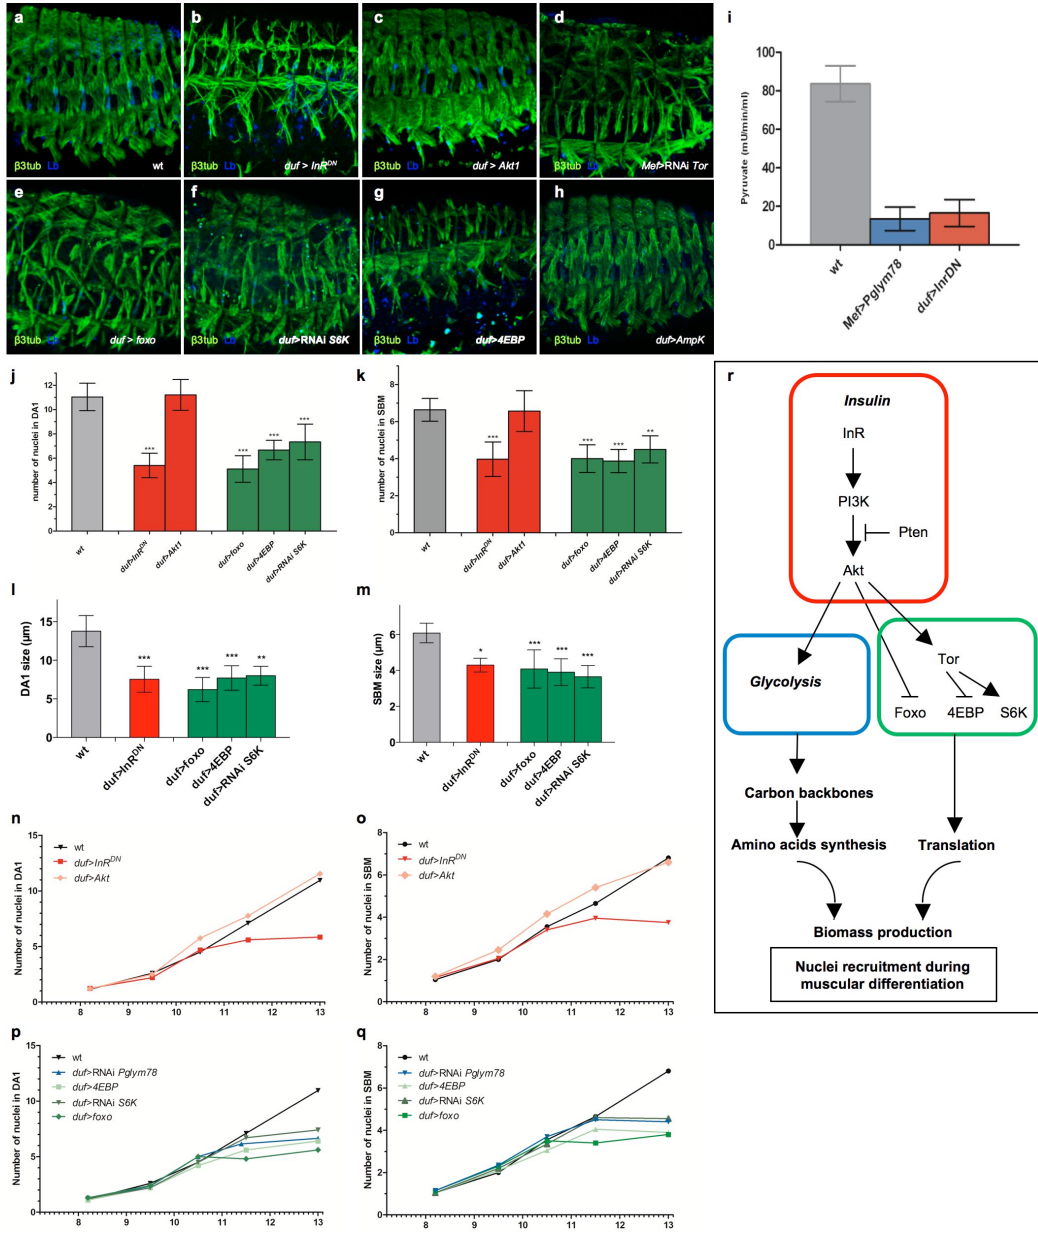 a
β3tub Lb
wt
b
duf > InR^DN
c
β3tub Lb
duf > Akt1
d
β3tub Lb
Mef>RNAi Tor
e
β3tub Lb
duf > foxo
f
β3tub Lb
duf>RNAi S6K
g
β3tub Lb
duf>4EBP
h
β3tub Lb
duf>AmpK
i
Pyruvate (mU/min/ml)
100
80
60
40
20
0
wt
Mef>Pglym78
duf>InrDN
j
number of nuclei in DA1
12
10
8
6
4
2
0
***
***
***
***
wt
duf>InR^DN
duf>Akt1
duf>foxo
duf>4EBP
duf>RNAi S6K
k
number of nuclei in SBM
8
6
4
2
0
***
***
***
**
wt
duf>InR^DN
duf>Akt1
duf>foxo
duf>4EBP
duf>RNAi S6K
l
DA1 size (μm)
15
10
5
0
***
***
***
**
wt
duf>InR^DN
duf>foxo
duf>4EBP
duf>RNAi S6K
m
SBM size (μm)
6
4
2
0
*
***
***
***
wt
duf>InR^DN
duf>foxo
duf>4EBP
duf>RNAi S6K
n
Number of nuclei in DA1
15
10
5
0
wt
duf>InR^DN
duf>Akt
8 9 10 11 12 13
o
Number of nuclei in SBM
8
6
4
2
0
wt
duf>InR^DN
duf>Akt
8 9 10 11 12 13
p
Number of nuclei in DA1
15
10
5
0
wt
duf>RNAi Pglym78
duf>4EBP
duf>RNAi S6K
duf>foxo
8 9 10 11 12 13
q
Number of nuclei in SBM
8
6
4
2
0
wt
duf>RNAi Pglym78
duf>4EBP
duf>RNAi S6K
duf>foxo
8 9 10 11 12 13
r
Insulin
InR
PI3K
Pten
Akt
Glycolysis
Tor
Foxo 4EBP S6K
Carbon backbones
Amino acids synthesis
Translation
Biomass production
Nuclei recruitment during
muscular differentiation